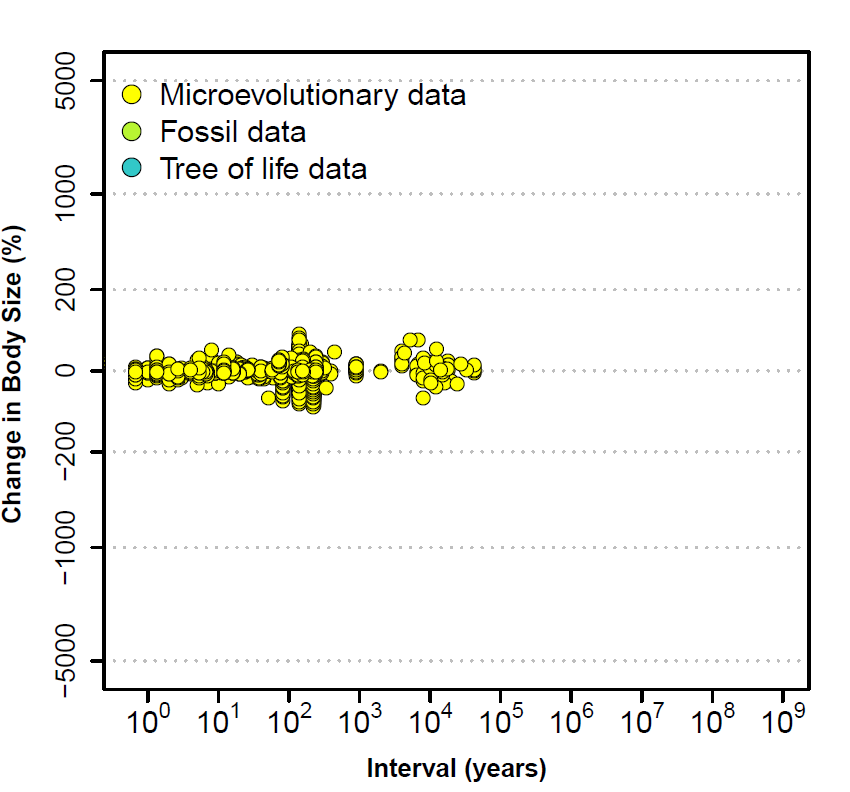 Microevolutionary data
Fossil data
Tree of life data
Change in Body Size (%)
5000
1000
200
0
−200
−1000
−5000
10⁰ 10¹ 10² 10³ 10⁴ 10⁵ 10⁶ 10⁷ 10⁸ 10⁹
Interval (years)